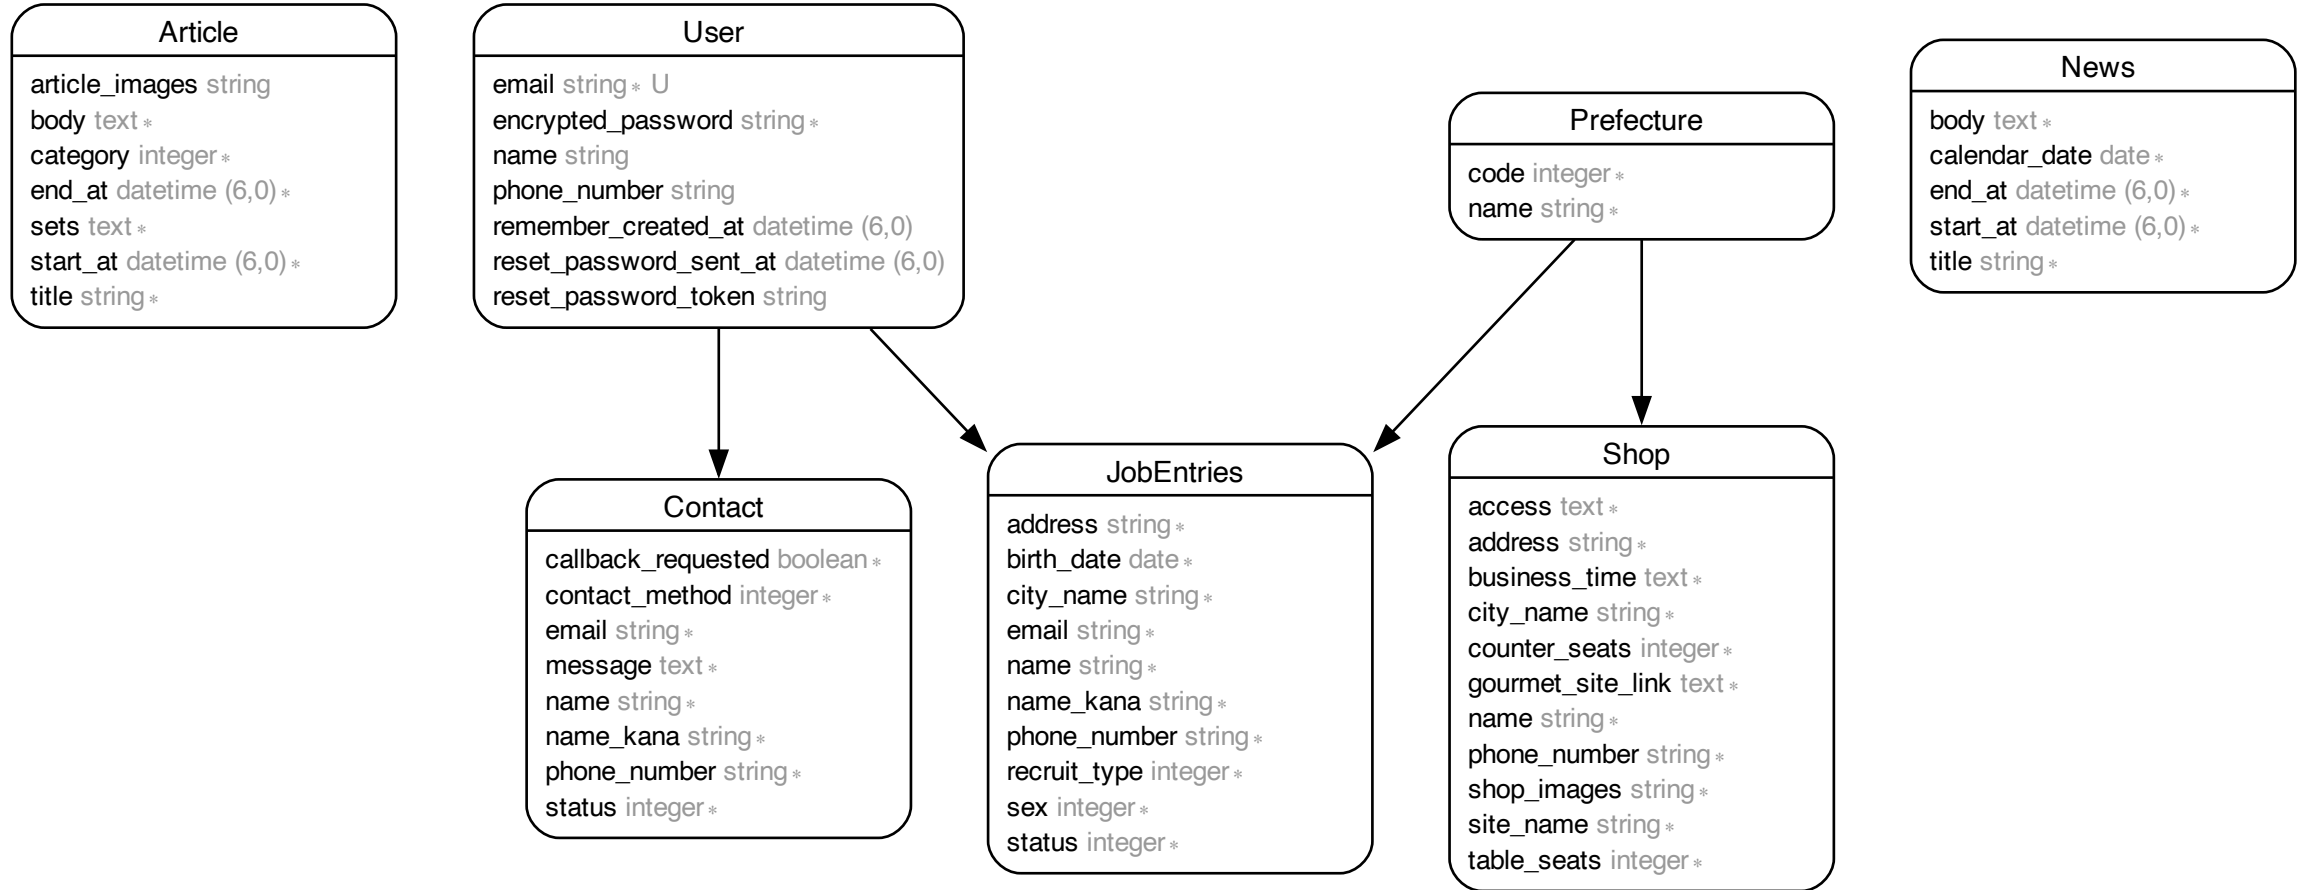 Article
article_images string
body text *
category integer *
end_at datetime (6,0) *
sets text *
start_at datetime (6,0) *
title string *
User
email string * U
encrypted_password string *
name string
phone_number string
remember_created_at datetime (6,0)
reset_password_sent_at datetime (6,0)
reset_password_token string
Prefecture
code integer *
name string *
News
body text *
calendar_date date *
end_at datetime (6,0) *
start_at datetime (6,0) *
title string *
Contact
callback_requested boolean *
contact_method integer *
email string *
message text *
name string *
name_kana string *
phone_number string *
status integer *
JobEntries
address string *
birth_date date *
city_name string *
email string *
name string *
name_kana string *
phone_number string *
recruit_type integer *
sex integer *
status integer *
Shop
access text *
address string *
business_time text *
city_name string *
counter_seats integer *
gourmet_site_link text *
name string *
phone_number string *
shop_images string *
site_name string *
table_seats integer *